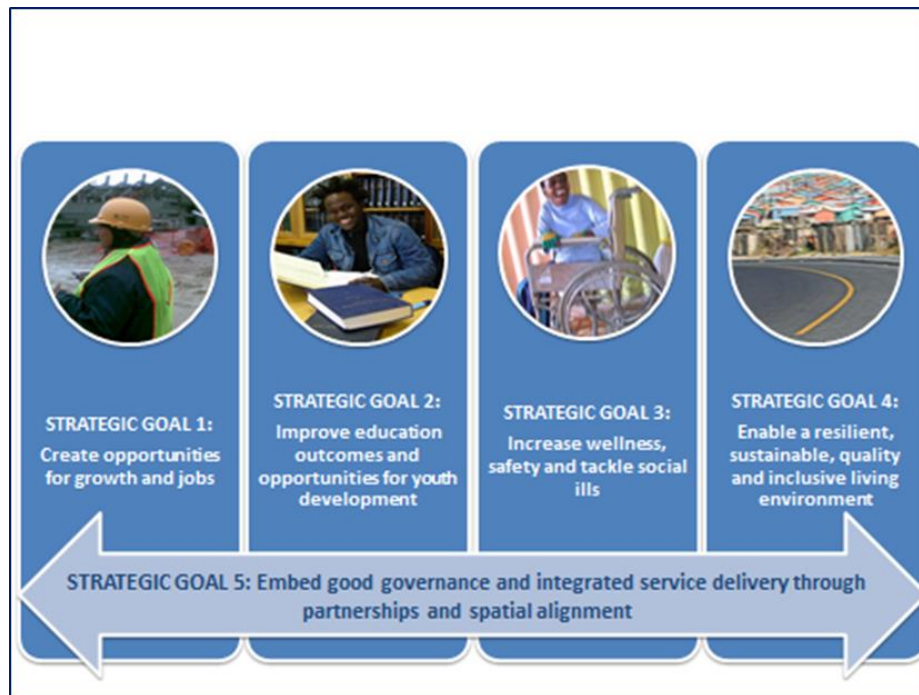 STRATEGIC GOAL 1:
Create opportunities
for growth and jobs
STRATEGIC GOAL 2:
Improve education
outcomes and
opportunities for youth
development
STRATEGIC GOAL 3:
Increase wellness,
safety and tackle social
ills
STRATEGIC GOAL 4:
Enable a resilient,
sustainable, quality
and inclusive living
environment
STRATEGIC GOAL 5: Embed good governance and integrated service delivery through
partnerships and spatial alignment